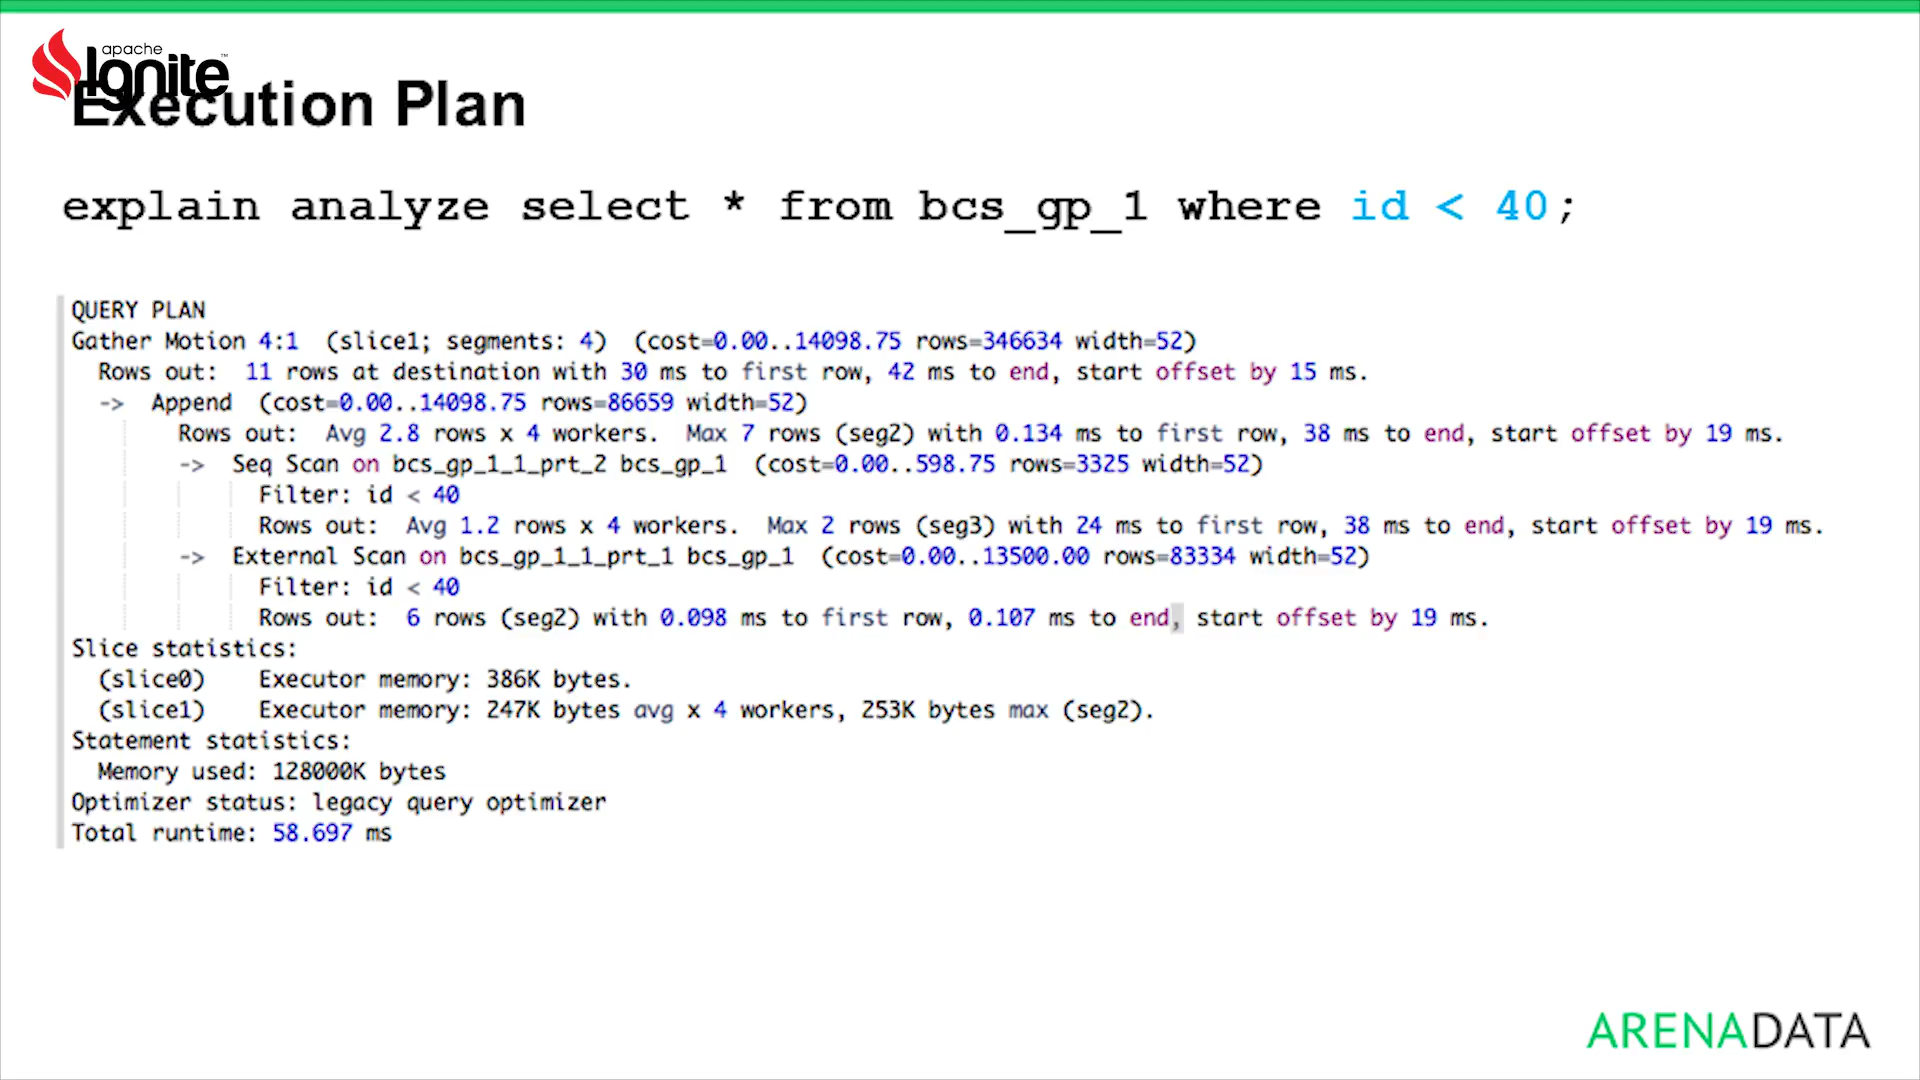 apache
Ignite™
Execution Plan
explain analyze select * from bcs_gp_1 where id < 40;
QUERY PLAN
Gather Motion 4:1 (slice1; segments: 4) (cost=0.00..14098.75 rows=346634 width=52)
Rows out: 11 rows at destination with 30 ms to first row, 42 ms to end, start offset by 15 ms.
-> Append (cost=0.00..14098.75 rows=86659 width=52)
Rows out: Avg 2.8 rows x 4 workers. Max 7 rows (seg2) with 0.134 ms to first row, 38 ms to end, start offset by 19 ms.
-> Seq Scan on bcs_gp_1_1_prt_2 bcs_gp_1 (cost=0.00..598.75 rows=3325 width=52)
Filter: id < 40
Rows out: Avg 1.2 rows x 4 workers. Max 2 rows (seg3) with 24 ms to first row, 38 ms to end, start offset by 19 ms.
-> External Scan on bcs_gp_1_1_prt_1 bcs_gp_1 (cost=0.00..13500.00 rows=83334 width=52)
Filter: id < 40
Rows out: 6 rows (seg2) with 0.098 ms to first row, 0.107 ms to end, start offset by 19 ms.
Slice statistics:
(slice0) Executor memory: 386K bytes.
(slice1) Executor memory: 247K bytes avg x 4 workers, 253K bytes max (seg2).
Statement statistics:
Memory used: 128000K bytes
Optimizer status: legacy query optimizer
Total runtime: 58.697 ms
ARENADATA